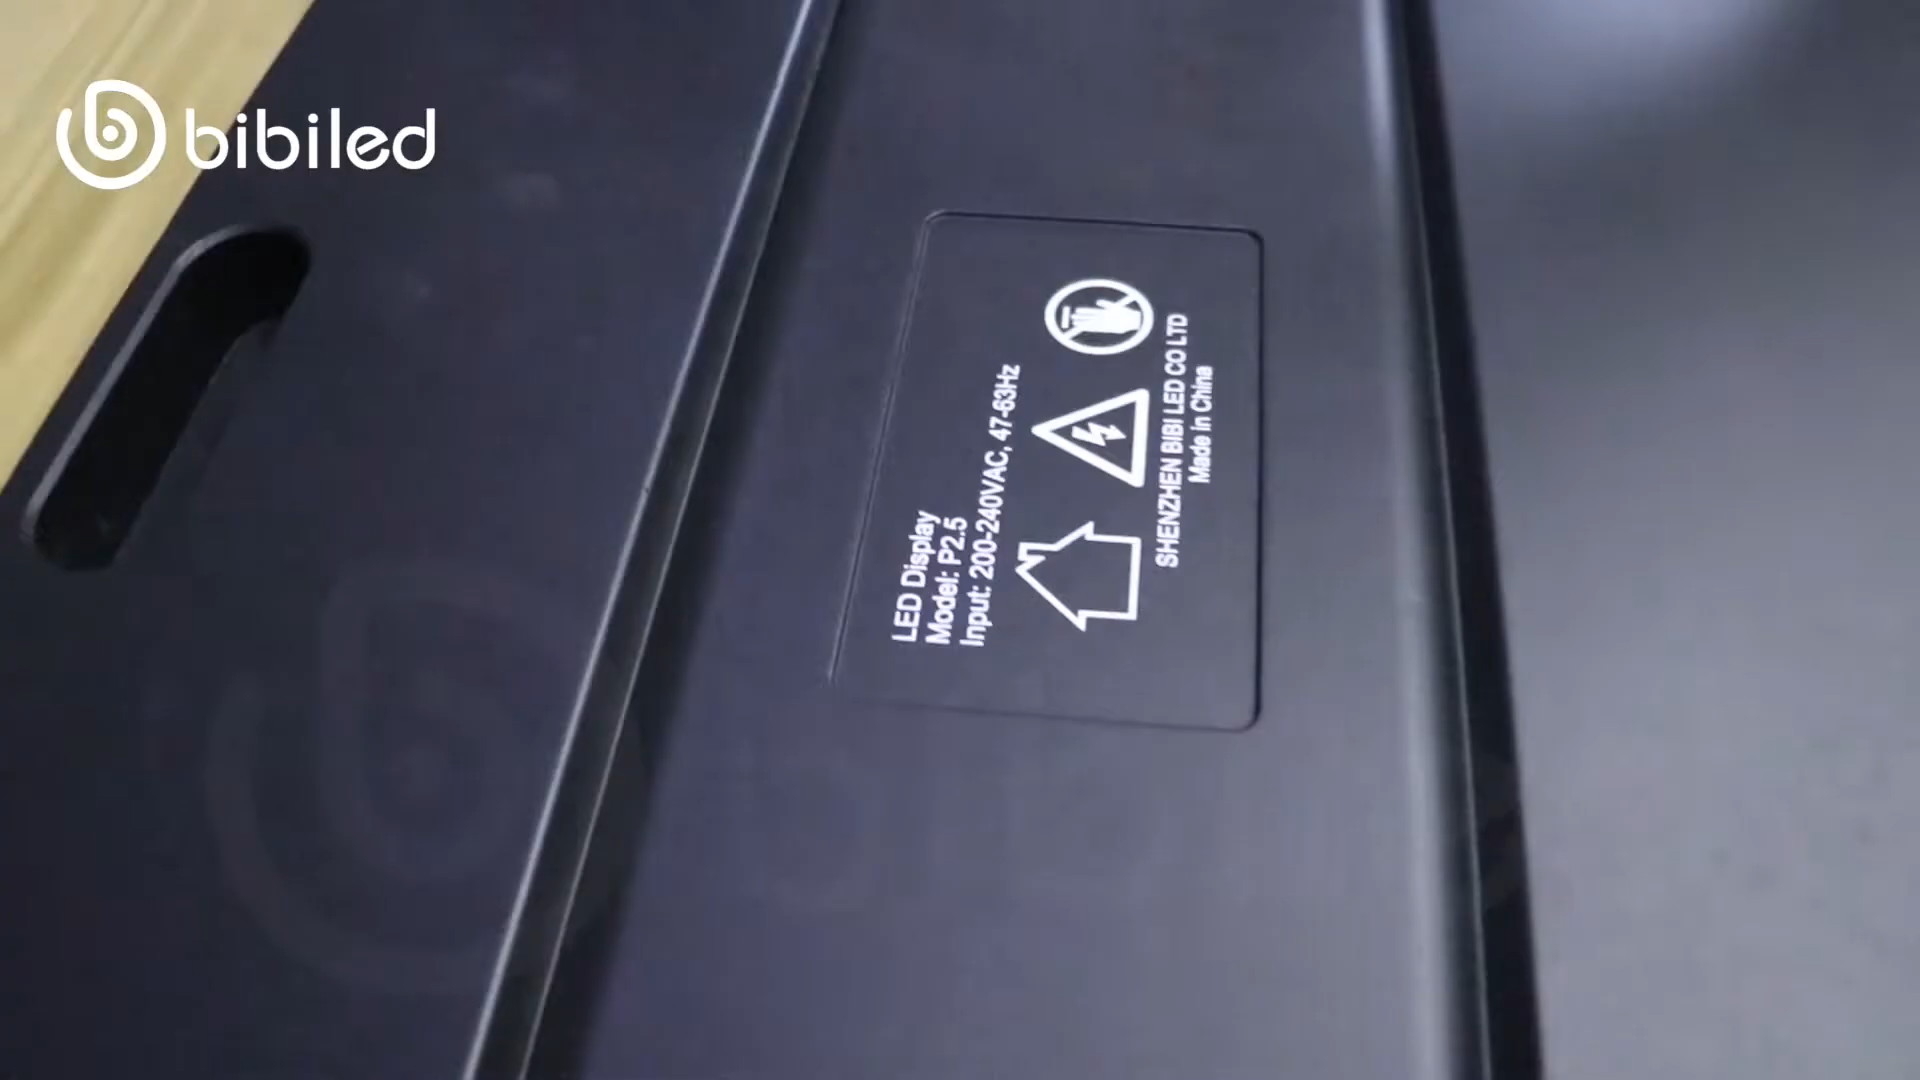 bibiled
LED Display
Model: P2.5
Input: 200-240VAC, 47-63Hz
SHENZHEN BIBI LED CO LTD
Made in China